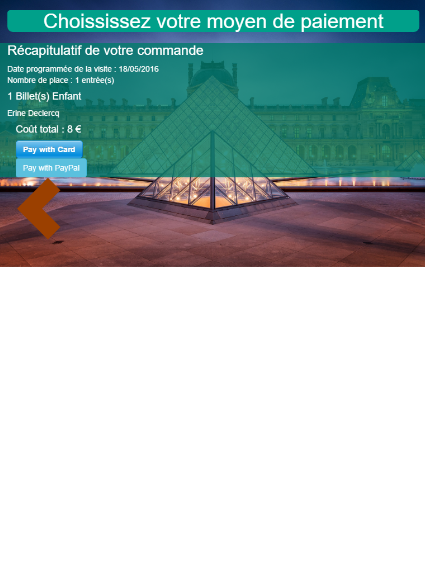 Choississez votre moyen de paiement
Récapitulatif de votre commande
Date programmée de la visite : 18/05/2016
Nombre de place : 1 entrée(s)
1 Billet(s) Enfant
Erine Declercq
Coût total : 8 €
Pay with Card
Pay with PayPal